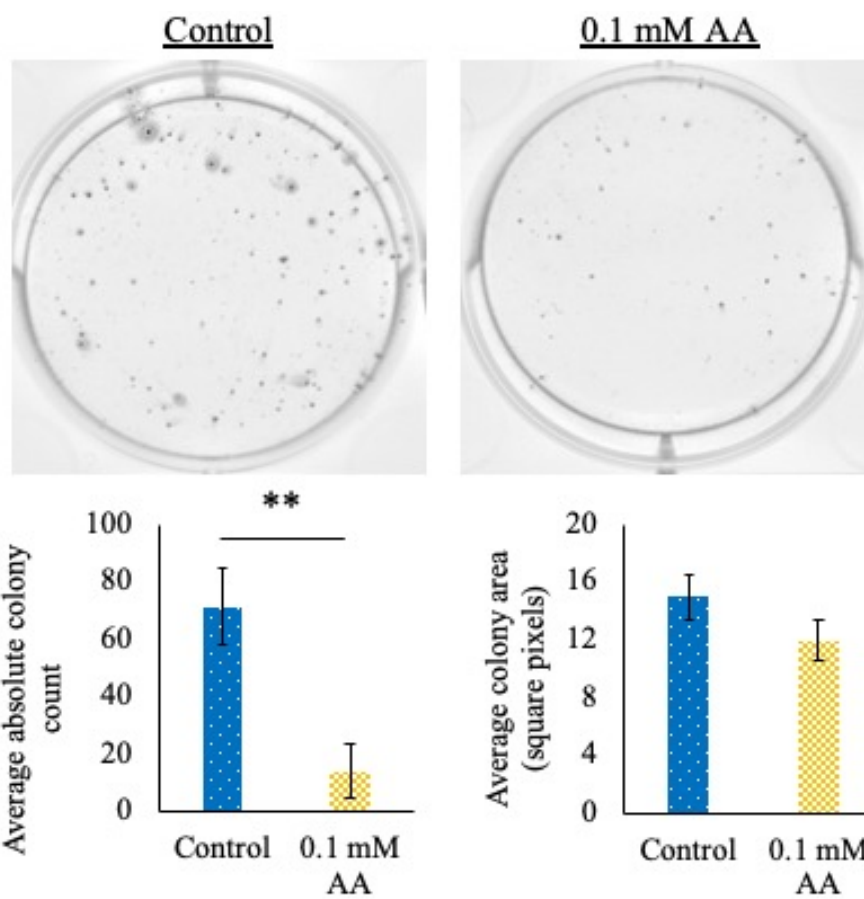 Control
0.1 mM AA
**
Average absolute colony
count
100
80
60
40
20
0
Control
0.1 mM
AA
Average colony area
(square pixels)
20
16
12
8
4
0
Control
0.1 mM
AA